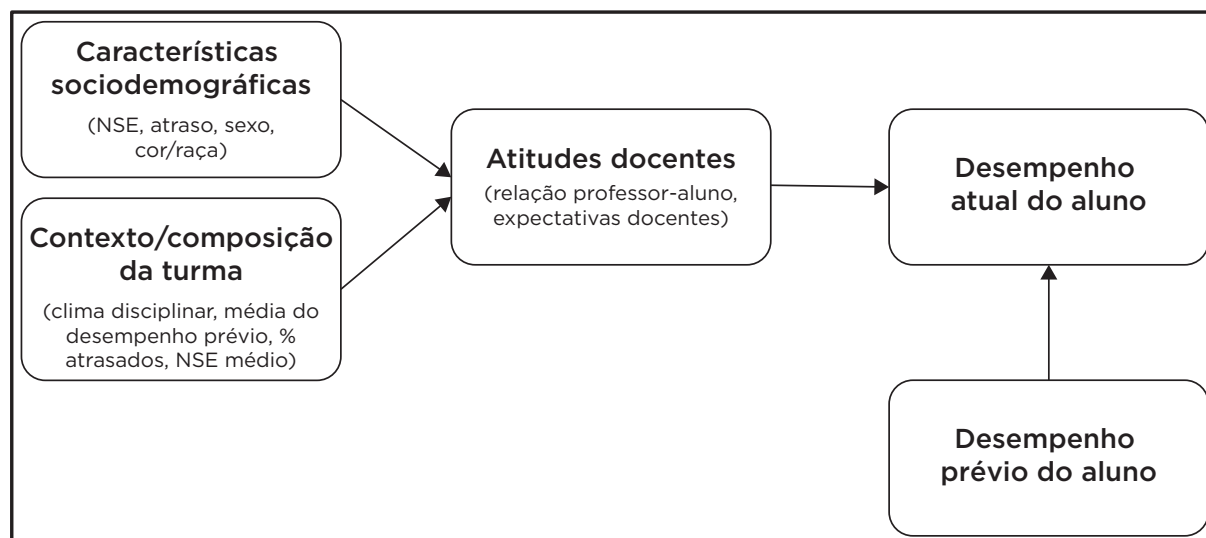 Características
sociodemográficas
(NSE, atraso, sexo,
cor/raça)
Contexto/composição
da turma
(clima disciplinar, média do
desempenho prévio, %
atrasados, NSE médio)
Atitudes docentes
(relação professor-aluno,
expectativas docentes)
Desempenho
atual do aluno
Desempenho
prévio do aluno